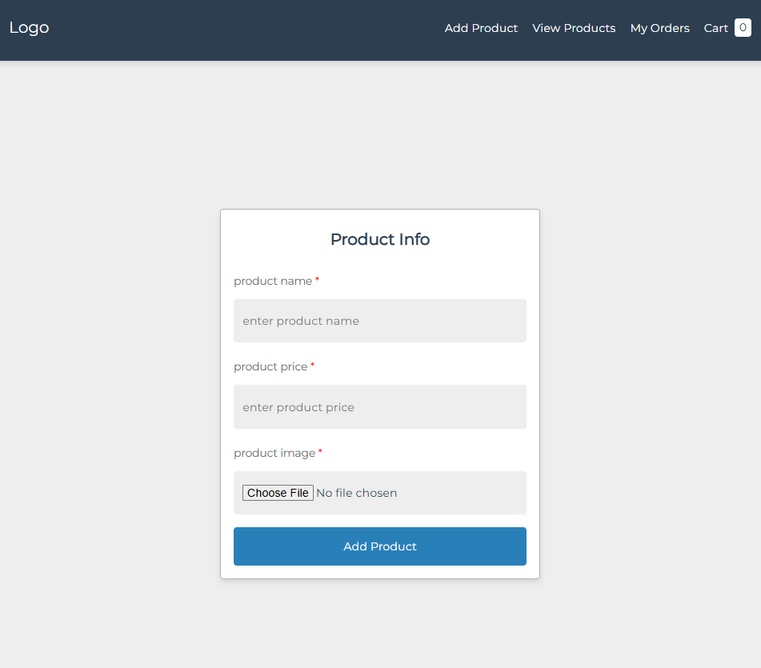 Logo
Add Product View Products My Orders Cart 0
Product Info
product name *
enter product name
product price *
enter product price
product image *
Choose File No file chosen
Add Product